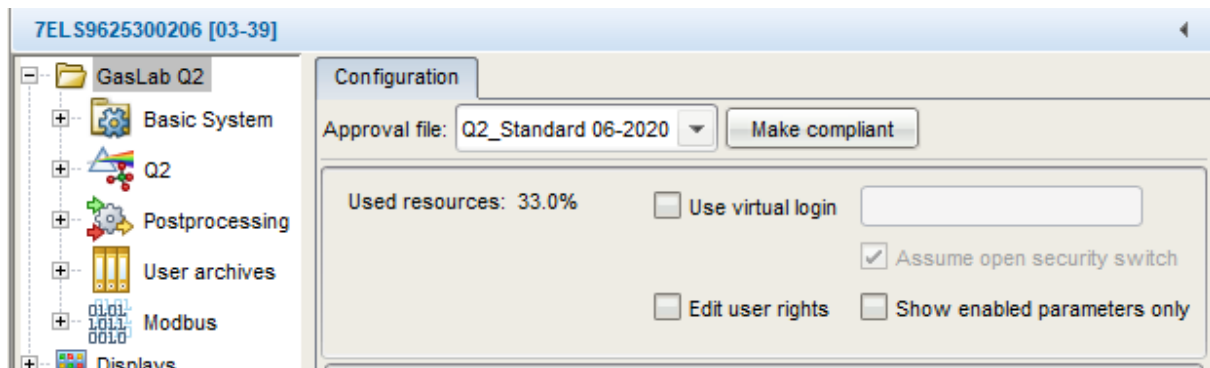 7ELS9625300206 [03-39]
GasLab Q2
Basic System
Q2
Postprocessing
User archives
Modbus
Displays
Configuration
Approval file: Q2_Standard 06-2020 Make compliant
Used resources: 33.0% Use virtual login
Assume open security switch
Edit user rights Show enabled parameters only